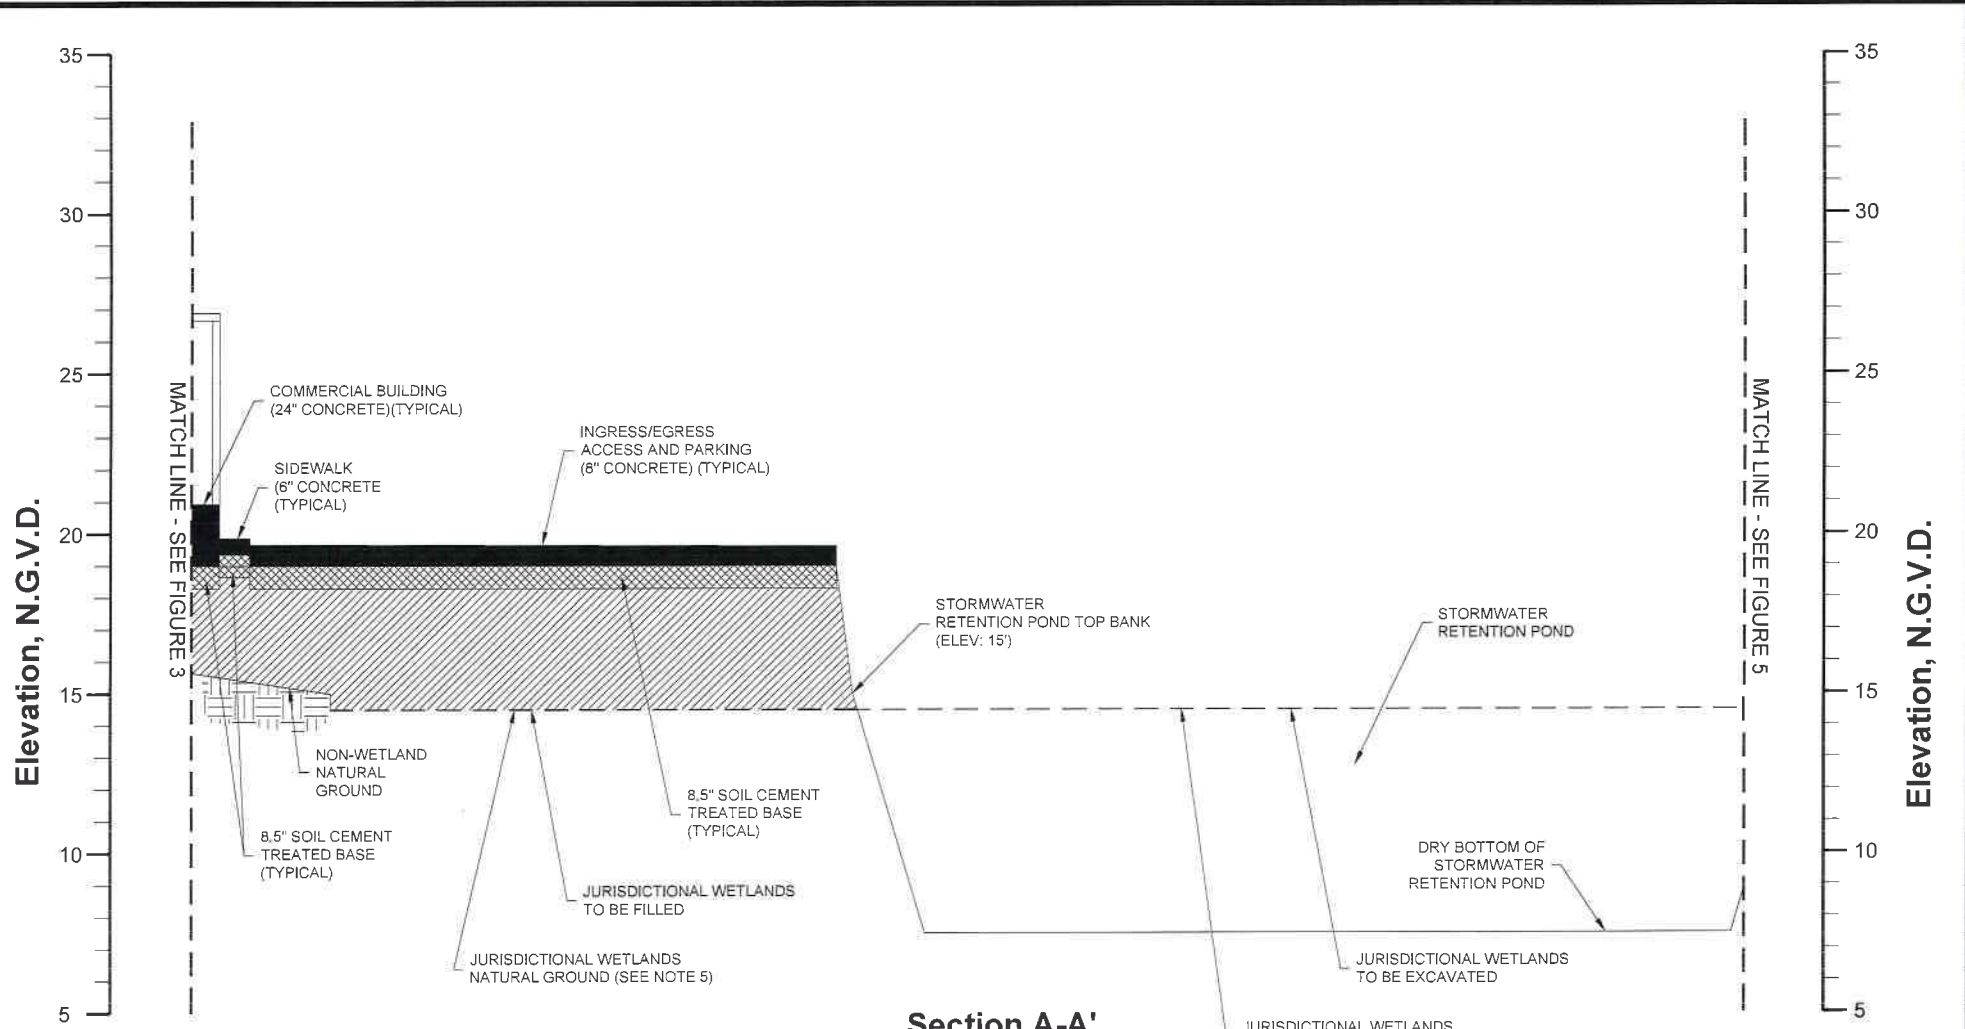 35
30
25
20
15
10
5
Elevation, N.G.V.D.
MATCH LINE - SEE FIGURE 3
COMMERCIAL BUILDING
(24" CONCRETE)(TYPICAL)
SIDEWALK
(6" CONCRETE
(TYPICAL)
INGRESS/EGRESS
ACCESS AND PARKING
(8" CONCRETE) (TYPICAL)
STORMWATER
RETENTION POND TOP BANK
(ELEV: 15')
STORMWATER
RETENTION POND
NON-WETLAND
NATURAL
GROUND
8.5" SOIL CEMENT
TREATED BASE
(TYPICAL)
8.5" SOIL CEMENT
TREATED BASE
(TYPICAL)
JURISDICTIONAL WETLANDS
TO BE FILLED
JURISDICTIONAL WETLANDS
NATURAL GROUND (SEE NOTE 5)
DRY BOTTOM OF
STORMWATER
RETENTION POND
JURISDICTIONAL WETLANDS
TO BE EXCAVATED
Section A-A'
JURISDICTIONAL WETLANDS
MATCH LINE - SEE FIGURE 5
35
30
25
20
15
10
5
Elevation, N.G.V.D.